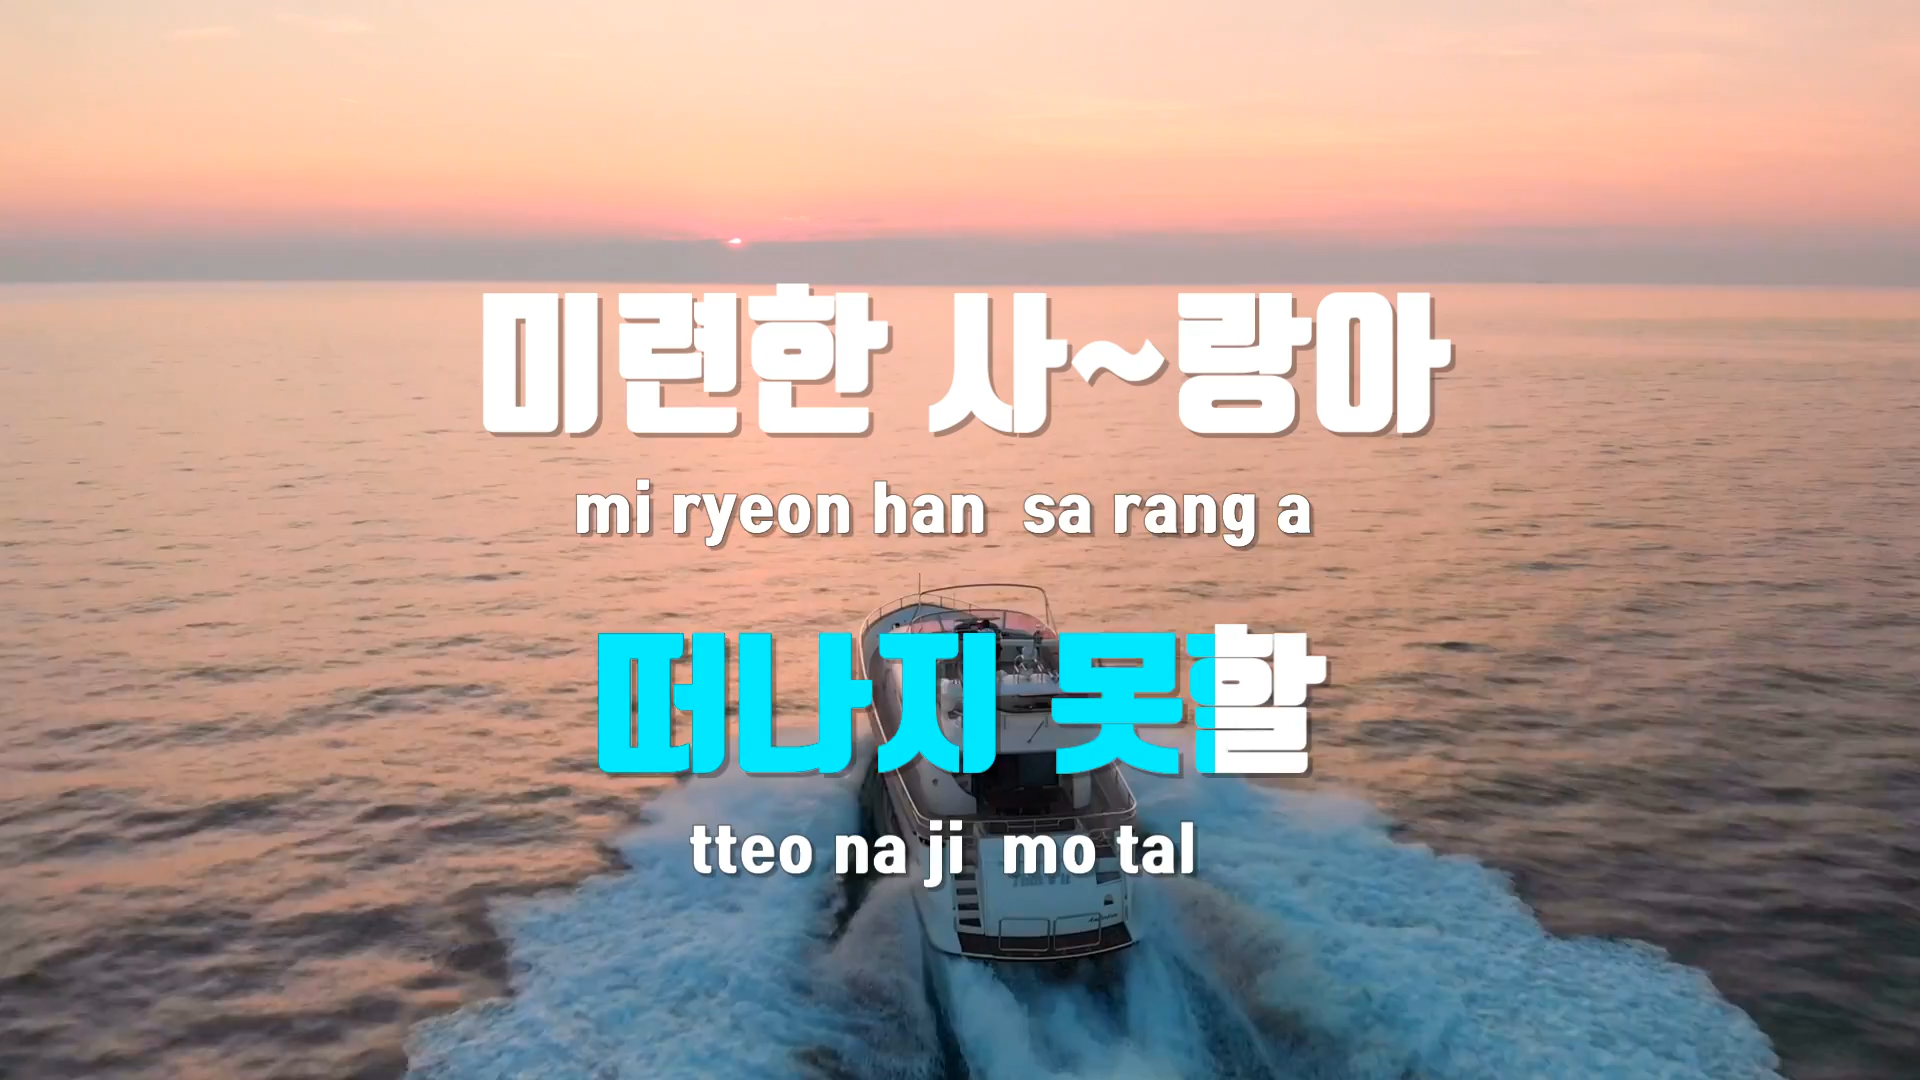 미련한 사~랑아
mi ryeon han sa rang a
떠나지 못할
tteo na ji mo tal